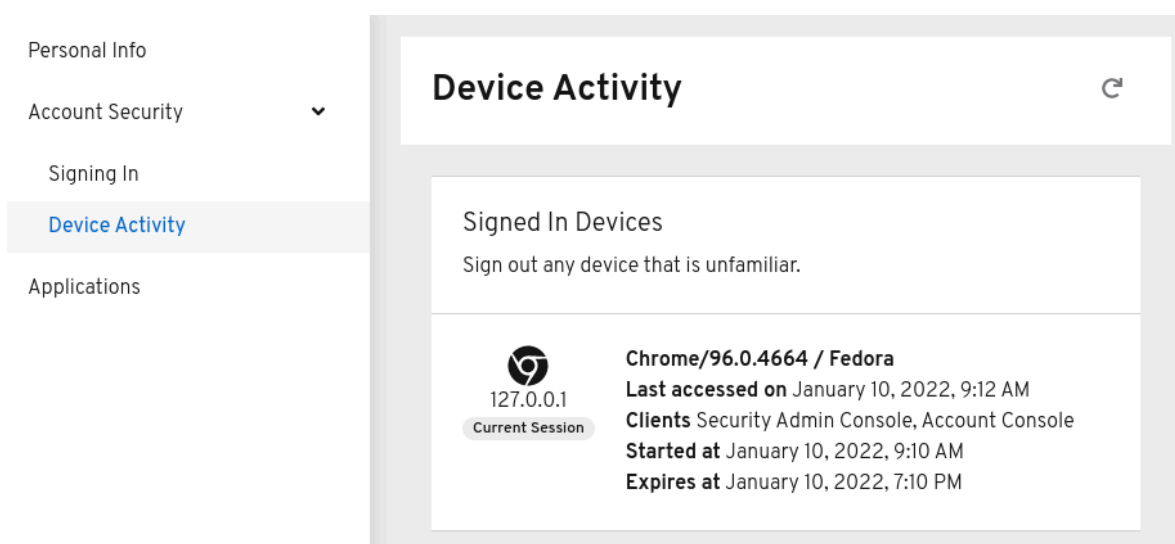 Personal Info
Account Security
Signing In
Device Activity
Applications
Device Activity
Signed In Devices
Sign out any device that is unfamiliar.
127.0.0.1
Current Session
Chrome/96.0.4664 / Fedora
Last accessed on January 10, 2022, 9:12 AM
Clients Security Admin Console, Account Console
Started at January 10, 2022, 9:10 AM
Expires at January 10, 2022, 7:10 PM